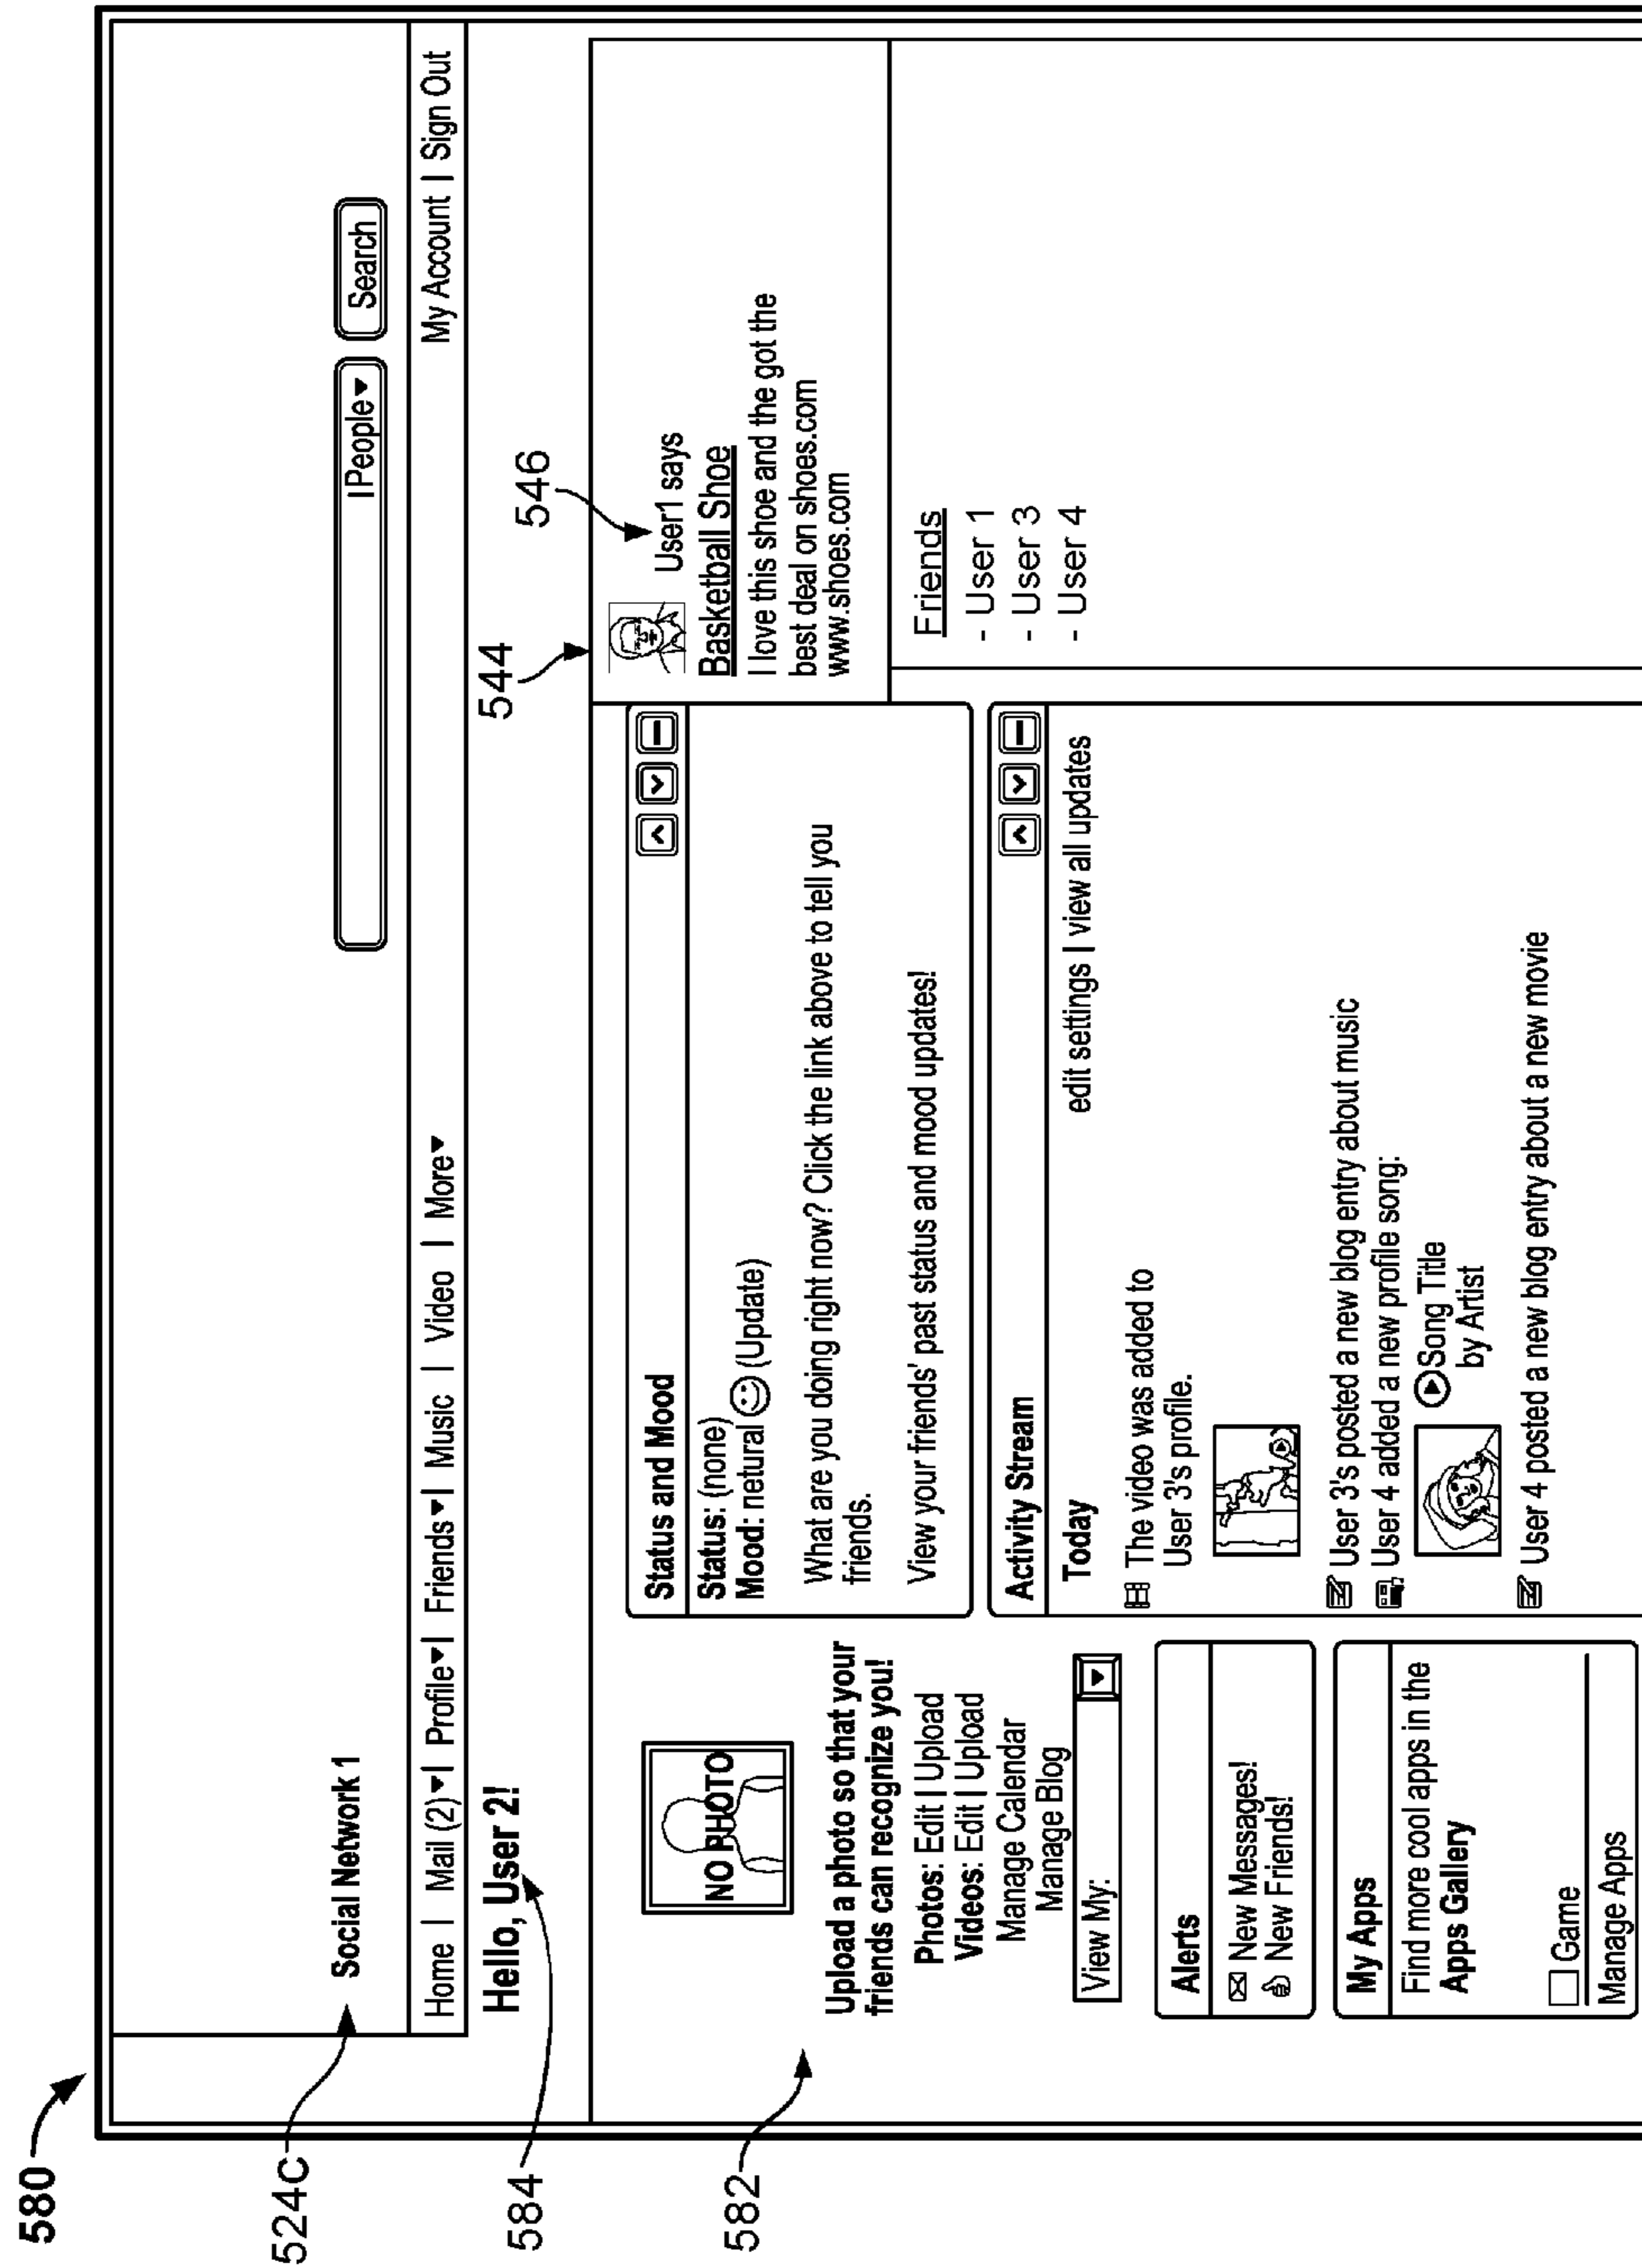 580
524c
Social Network 1
| People▾
Search
Home | Mail (2)▾| Profile▾| Friends▾| Music | Video | More▾
My Account | Sign Out
584
Hello, User 2!
544
546
582
NO PHOTO
Upload a photo so that your
friends can recognize you!
Photos: Edit | Upload
Videos: Edit | Upload
Manage Calendar
Manage Blog
View My:
Alerts
New Messages!
New Friends!
My Apps
Find more cool apps in the
Apps Gallery
Game
Manage Apps
Status and Mood
Status: (none)
Mood: netural (Update)
What are you doing right now? Click the link above to tell you
friends.
View your friends' past status and mood updates!
Activity Stream
edit settings | view all updates
Today
The video was added to
User 3's profile.
User 3's posted a new blog entry about music
User 4 added a new profile song:
Song Title
by Artist
User 4 posted a new blog entry about a new movie
User1 says
Basketball Shoe
I love this shoe and the got the
best deal on shoes.com
www.shoes.com
Friends
- User 1
- User 3
- User 4